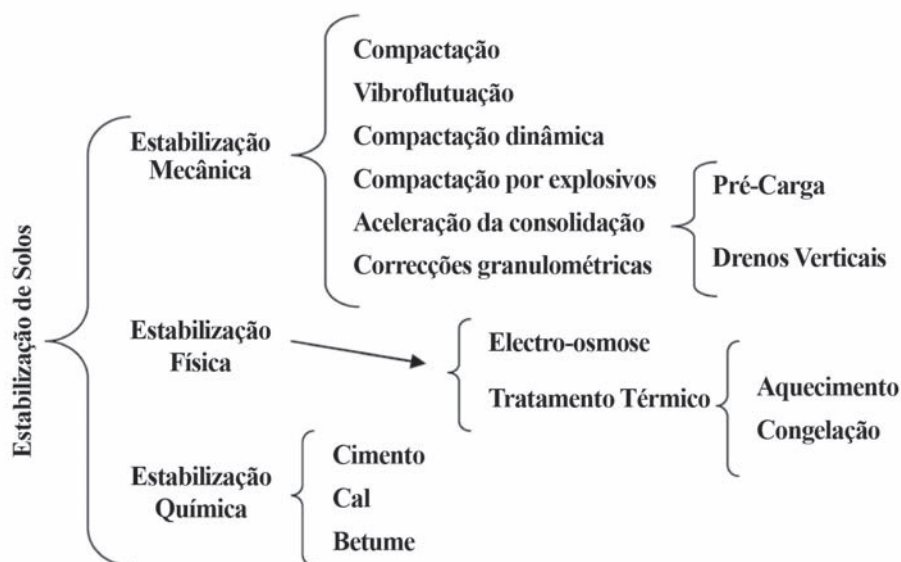 Estabilização de Solos
Estabilização
Mecânica
Compactação
Vibroflutuação
Compactação dinâmica
Compactação por explosivos
Aceleração da consolidação
Correcções granulométricas
Pré-Carga
Drenos Verticais
Estabilização
Física
Electro-osmose
Tratamento Térmico
Aquecimento
Congelação
Estabilização
Química
Cimento
Cal
Betume